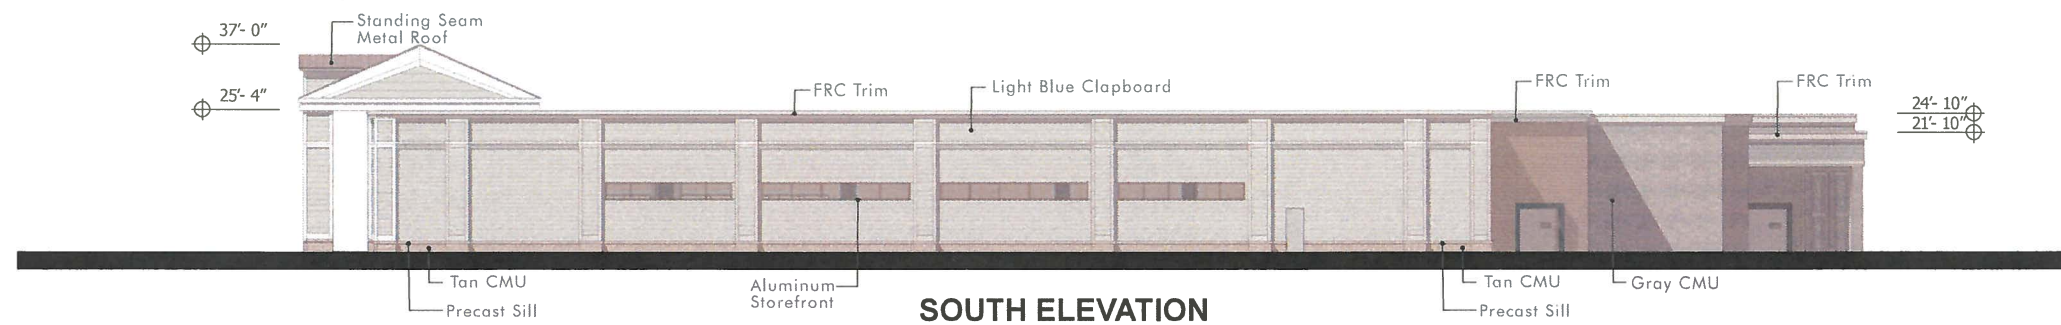 37'- 0"
Standing Seam
Metal Roof
25'- 4"
FRC Trim
Light Blue Clapboard
FRC Trim
FRC Trim
24'- 10"
21'- 10"
Tan CMU
Precast Sill
Aluminum
Storefront
Tan CMU
Precast Sill
Gray CMU
SOUTH ELEVATION